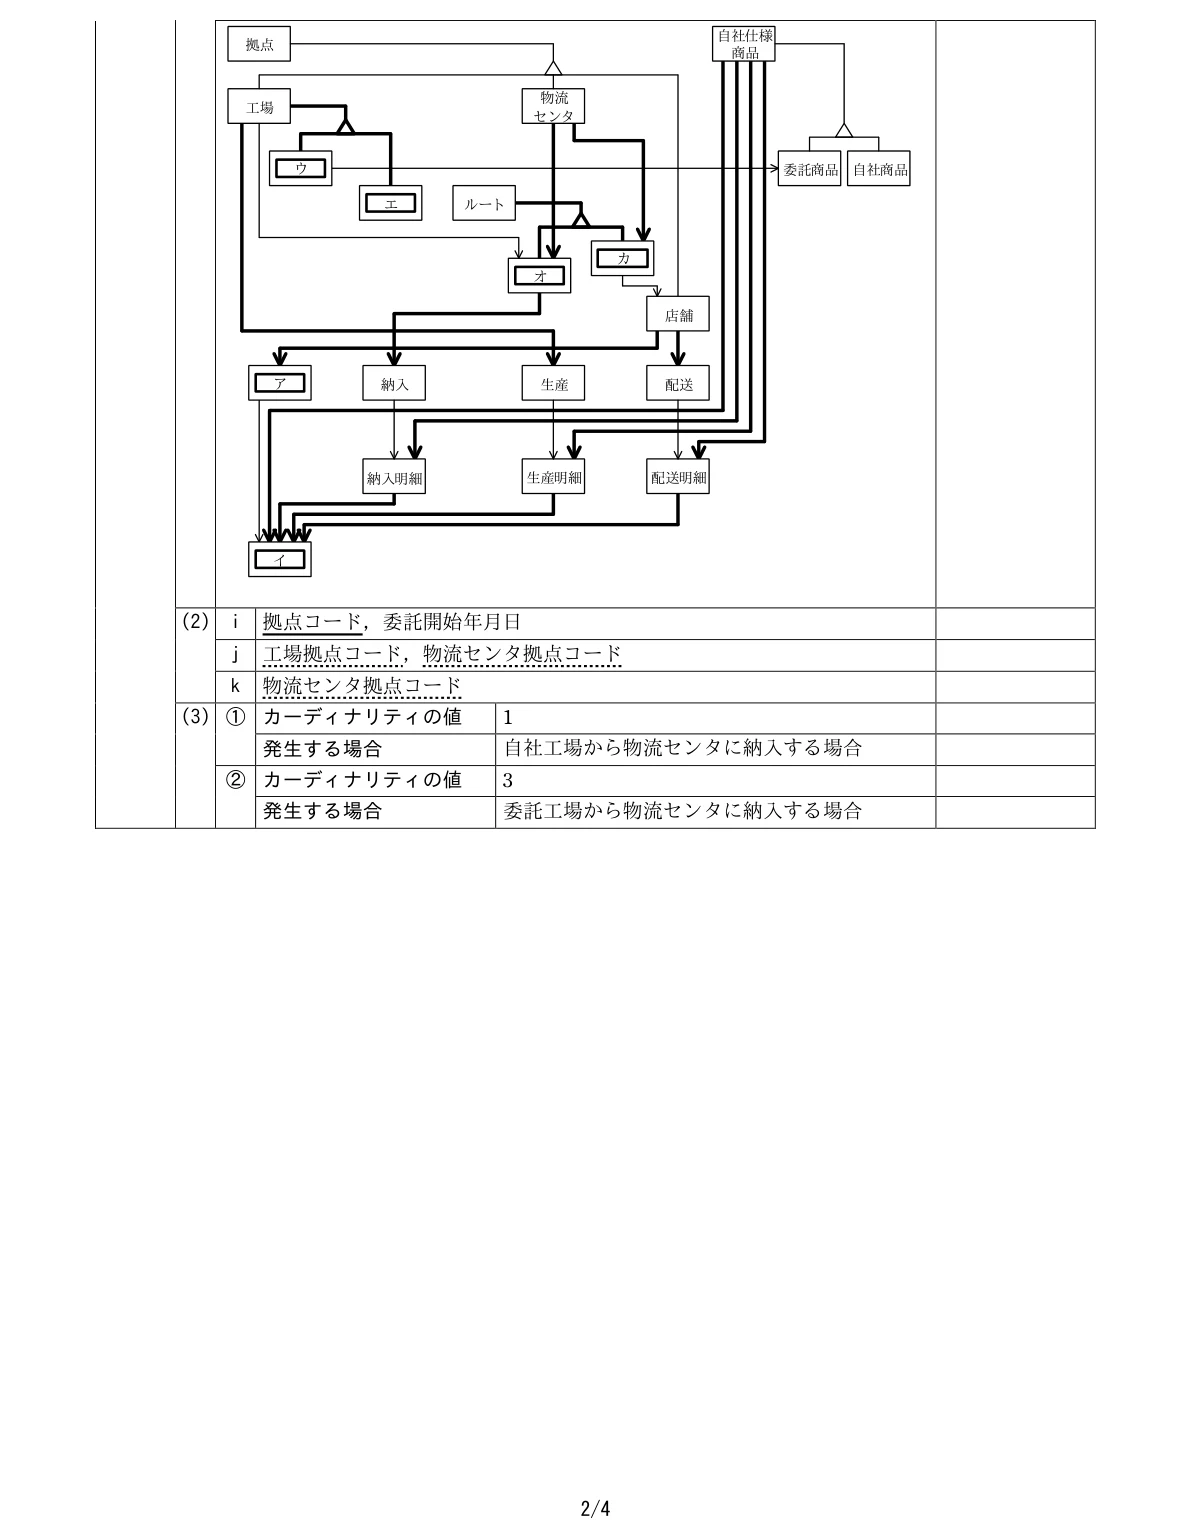 拠点
自社仕様
商品
工場
物流
センタ
ウ
委託商品
自社商品
エ
ルート
カ
オ
店舗
ア
納入
生産
配送
納入明細
生産明細
配送明細
イ
(2) i 拠点コード，委託開始年月日
j 工場拠点コード，物流センタ拠点コード
k 物流センタ拠点コード
(3) ① カーディナリティの値 1
発生する場合 自社工場から物流センタに納入する場合
② カーディナリティの値 3
発生する場合 委託工場から物流センタに納入する場合
2/4